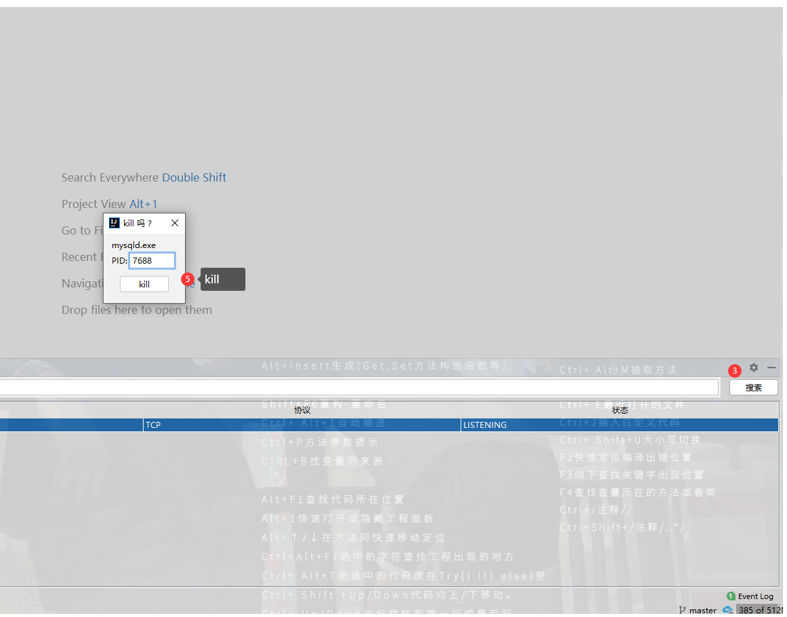 Search Everywhere Double Shift
Project View Alt+1
kill 吗 ?
Go to Fi
mysqld.exe
PID: 7688
Recent
kill
5
kill
Navigati
Drop files here to open them
Alt+Insert生成(Get,Set方法构造函数等)
Ctrl+ Alt+M抽取方法
3
搜索
Shift+F6重构-重命名
Ctrl+ E最近打开的文件
协议
状态
TCP
LISTENING
Ctrl+ Alt+I自动缩进
Ctrl+J插入自定义代码
Ctrl+P方法参数提示
Ctrl+ Shift+U大小写切换
CIRL+B找变量的来源
F2快速定位编译出错位置
F3向下查找关键字出现位置
Alt+F1查找代码所在位置
F4查找变量所在的方法或者类
Alt+1快速打开或隐藏工程面板
Ctrl+/注释//
Alt+↑/↓在方法间快速移动定位
Ctrl+Shift+/注释/..*/
Ctrl+Alt+F7选中的字符查找工程出现的地方
Ctrl+ Alt+T把选中的代码放在Try{} if} else}里
Ctrl+ Shift +Up/Down代码向上/下移动。
1 Event Log
master
385 of 512